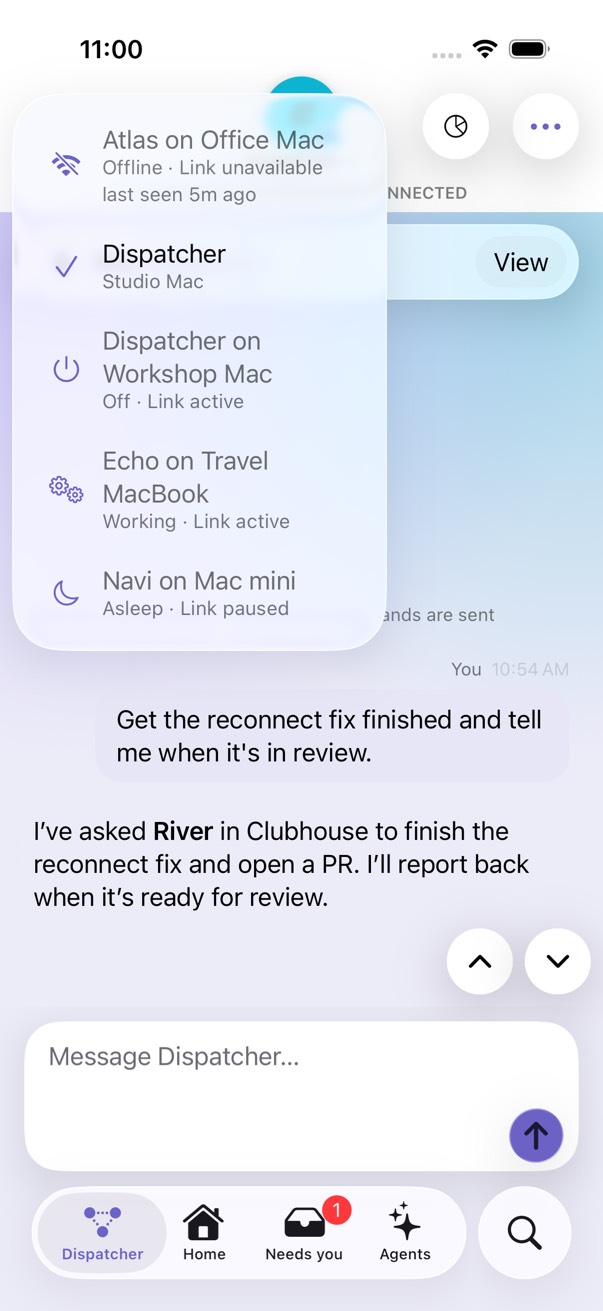 11:00
Atlas on Office Mac
Offline · Link unavailable
last seen 5m ago
NNECTED
Dispatcher
Studio Mac
View
Dispatcher on
Workshop Mac
Off · Link active
Echo on Travel
MacBook
Working · Link active
Navi on Mac mini
Asleep · Link paused
ands are sent
You 10:54 AM
Get the reconnect fix finished and tell
me when it's in review.
I’ve asked River in Clubhouse to finish the
reconnect fix and open a PR. I’ll report back
when it’s ready for review.
Message Dispatcher...
1
Dispatcher
Home
Needs you
Agents